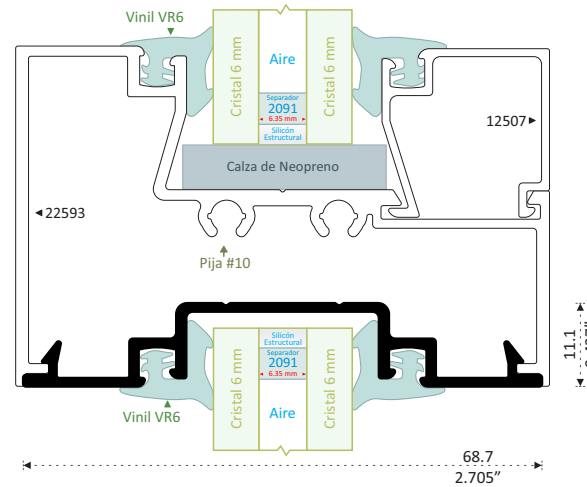 Vinil VR6
Cristal 6 mm
Aire
Cristal 6 mm
Separador
2091
6.35 mm
Silicón
Estructural
12507
Calza de Neopreno
22593
Pija #10
11.1
Silicón
Estructural
Separador
2091
6.35 mm
Cristal 6 mm
Aire
Cristal 6 mm
Vinil VR6
68.7
2.705”